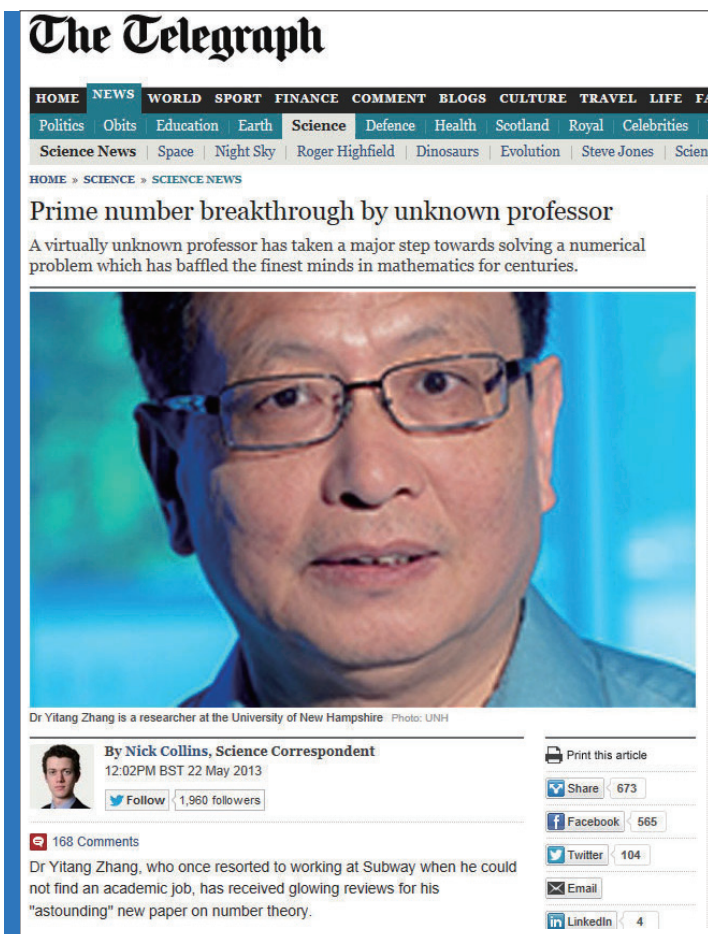 The Telegraph
HOME NEWS WORLD SPORT FINANCE COMMENT BLOGS CULTURE TRAVEL LIFE
Politics Obits Education Earth Science Defence Health Scotland Royal Celebrities
Science News Space Night Sky Roger Highfield Dinosaurs Evolution Steve Jones
HOME » SCIENCE » SCIENCE NEWS
Prime number breakthrough by unknown professor
A virtually unknown professor has taken a major step towards solving a numerical
problem which has baffled the finest minds in mathematics for centuries.
Dr Yitang Zhang is a researcher at the University of New Hampshire Photo: UNH
By Nick Collins, Science Correspondent
12:02PM BST 22 May 2013
Follow 1,960 followers
168 Comments
Dr Yitang Zhang, who once resorted to working at Subway when he could
not find an academic job, has received glowing reviews for his
"astounding" new paper on number theory.
Print this article
Share 673
Facebook 565
Twitter 104
Email
LinkedIn 4